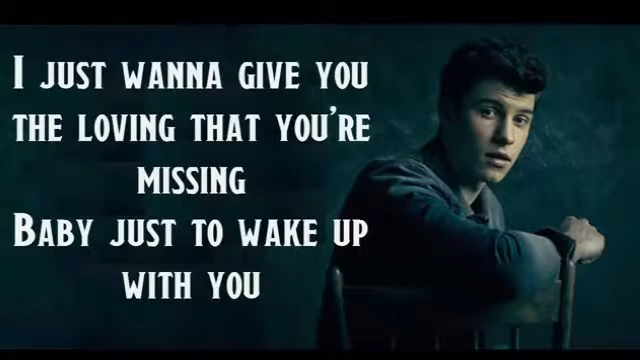 I JUST WANNA GIVE YOU
THE LOVING THAT YOU'RE
MISSING
BABY JUST TO WAKE UP
WITH YOU